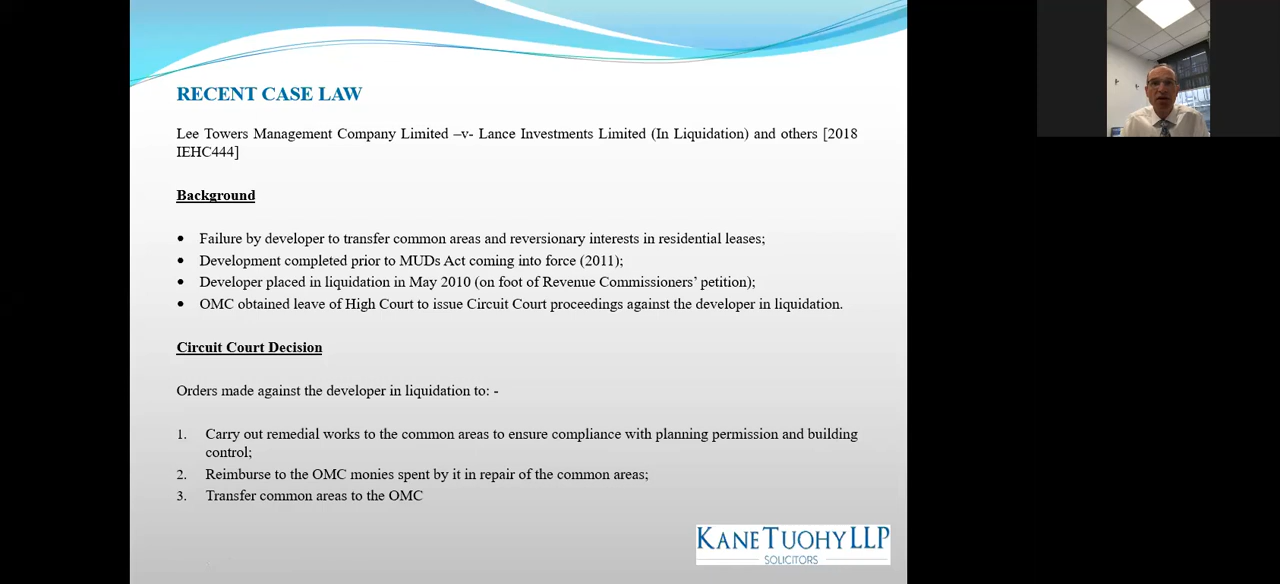 RECENT CASE LAW
Lee Towers Management Company Limited –v- Lance Investments Limited (In Liquidation) and others [2018
IEHC444]
Background
• Failure by developer to transfer common areas and reversionary interests in residential leases;
• Development completed prior to MUDs Act coming into force (2011);
• Developer placed in liquidation in May 2010 (on foot of Revenue Commissioners’ petition);
• OMC obtained leave of High Court to issue Circuit Court proceedings against the developer in liquidation.
Circuit Court Decision
Orders made against the developer in liquidation to: -
1. Carry out remedial works to the common areas to ensure compliance with planning permission and building
control;
2. Reimburse to the OMC monies spent by it in repair of the common areas;
3. Transfer common areas to the OMC
KANE TUOHY LLP
SOLICITORS